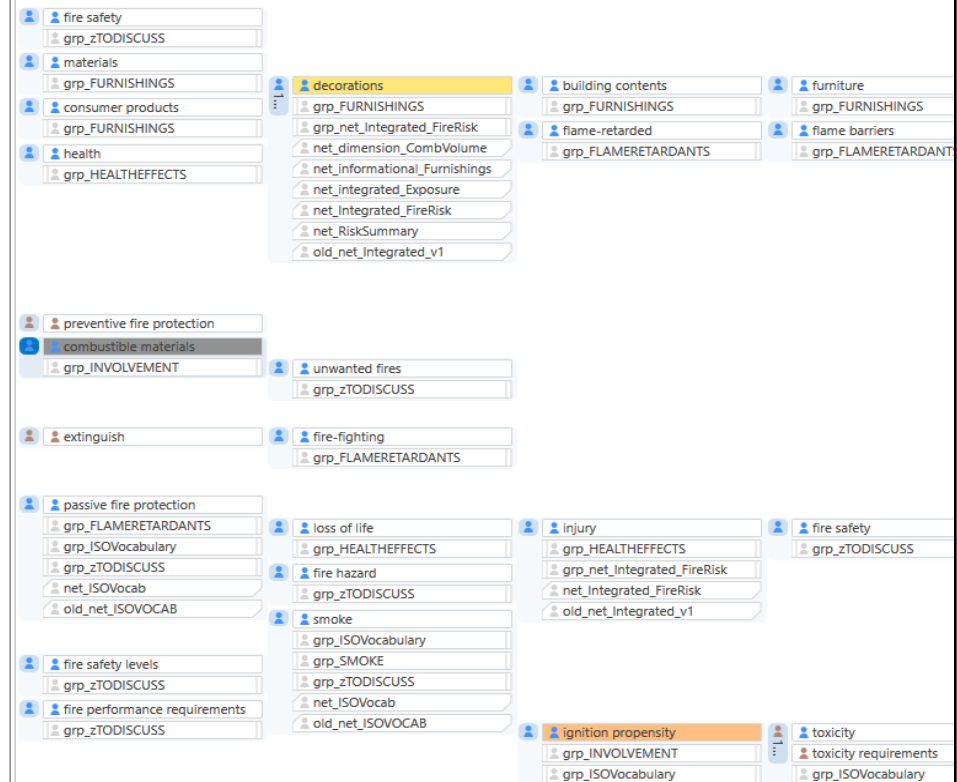 fire safety
grp_zTODISCUSS
materials
grp_FURNISHINGS
consumer products
grp_FURNISHINGS
health
grp_HEALTHEFFECTS
1...
decorations
grp_FURNISHINGS
grp_net_Integrated_FireRisk
net_dimension_CombVolume
net_informational_Furnishings
net_integrated_Exposure
net_Integrated_FireRisk
net_RiskSummary
old_net_Integrated_v1
building contents
grp_FURNISHINGS
flame-retarded
grp_FLAMERETARDANTS
furniture
grp_FURNISHINGS
flame barriers
grp_FLAMERETARDANTS
preventive fire protection
combustible materials
grp_INVOLVEMENT
unwanted fires
grp_zTODISCUSS
extinguish
fire-fighting
grp_FLAMERETARDANTS
passive fire protection
grp_FLAMERETARDANTS
grp_ISOVocabulary
grp_zTODISCUSS
net_ISOVocab
old_net_ISOVOCAB
fire safety levels
grp_zTODISCUSS
fire performance requirements
grp_zTODISCUSS
loss of life
grp_HEALTHEFFECTS
fire hazard
grp_zTODISCUSS
smoke
grp_ISOVocabulary
grp_SMOKE
grp_zTODISCUSS
net_ISOVocab
old_net_ISOVOCAB
injury
grp_HEALTHEFFECTS
grp_net_Integrated_FireRisk
net_Integrated_FireRisk
old_net_Integrated_v1
fire safety
grp_zTODISCUSS
ignition propensity
grp_INVOLVEMENT
grp_ISOVocabulary
1...
toxicity
toxicity requirements
grp_ISOVocabulary